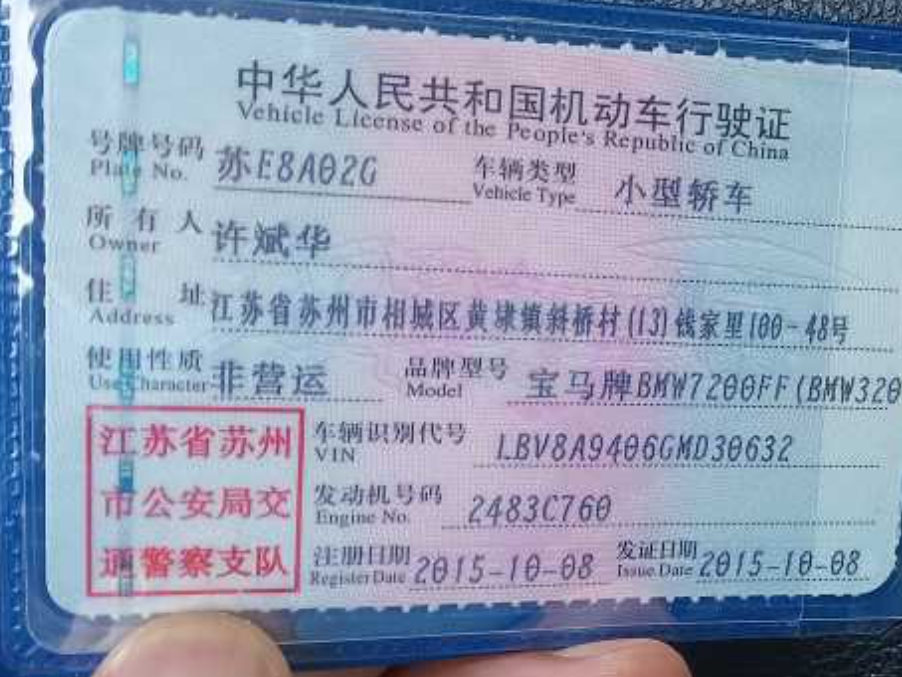 中华人民共和国机动车行驶证
Vehicle License of the People's Republic of China
号牌号码 苏E8A02G 车辆类型 小型轿车
Plate No. Vehicle Type
所有人 许斌华
Owner
住址 江苏省苏州市相城区黄埭镇斜桥村(13)钱家里100-48号
Address
使用性质 非营运 品牌型号 宝马牌BMW7200FF(BMW320
Use Character Model
江苏省苏州 车辆识别代号 LBV8A9406GMD30632
VIN
市公安局交 发动机号码 2483C760
Engine No.
通警察支队 注册日期 2015-10-08 发证日期 2015-10-08
Register Date Issue Date